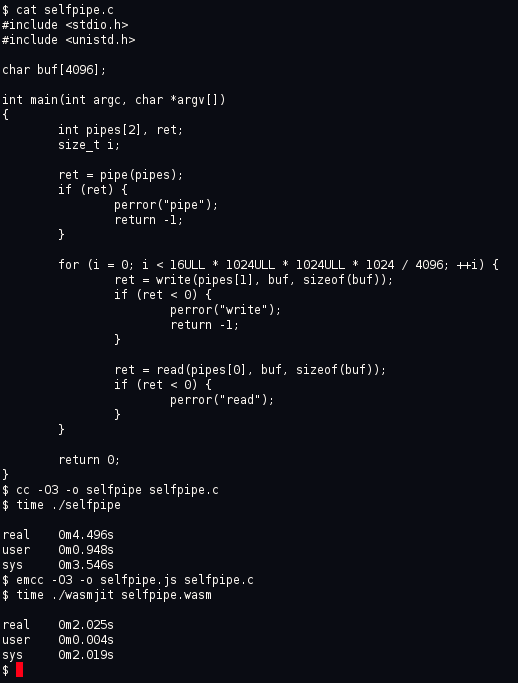 $ cat selfpipe.c
#include <stdio.h>
#include <unistd.h>

char buf[4096];

int main(int argc, char *argv[])
{
        int pipes[2], ret;
        size_t i;

        ret = pipe(pipes);
        if (ret) {
                perror("pipe");
                return -1;
        }

        for (i = 0; i < 16ULL * 1024ULL * 1024ULL * 1024 / 4096; ++i) {
                ret = write(pipes[1], buf, sizeof(buf));
                if (ret < 0) {
                        perror("write");
                        return -1;
                }

                ret = read(pipes[0], buf, sizeof(buf));
                if (ret < 0) {
                        perror("read");
                }
        }

        return 0;
}
$ cc -O3 -o selfpipe selfpipe.c
$ time ./selfpipe

real    0m4.496s
user    0m0.948s
sys     0m3.546s
$ emcc -O3 -o selfpipe.js selfpipe.c
$ time ./wasmjit selfpipe.wasm

real    0m2.025s
user    0m0.004s
sys     0m2.019s
$